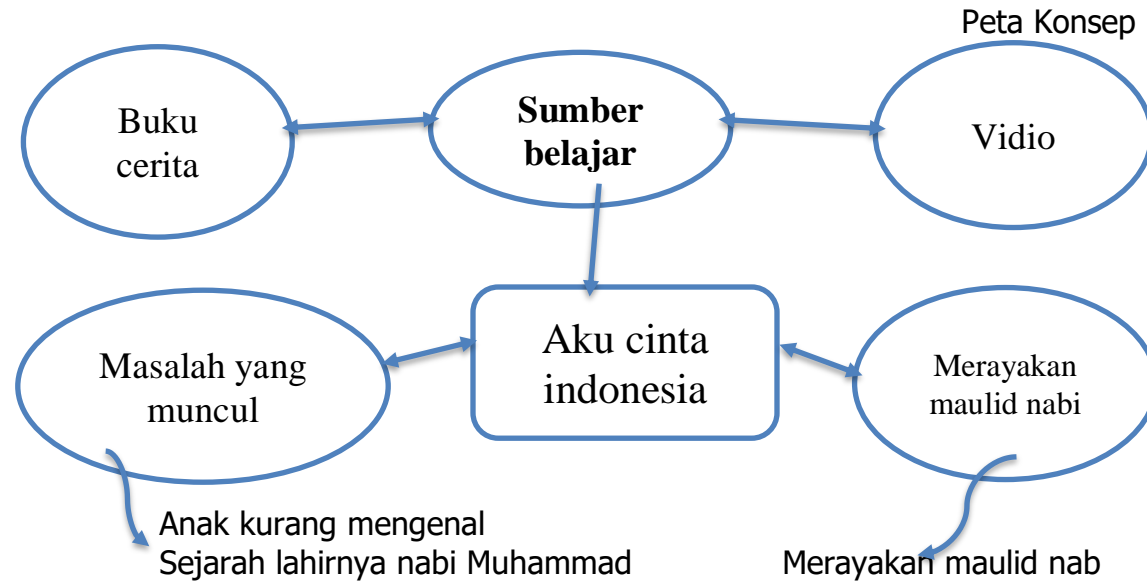 Peta Konsep
Buku
cerita
Sumber
belajar
Vidio
Masalah yang
muncul
Aku cinta
indonesia
Merayakan
maulid nabi
Anak kurang mengenal
Sejarah lahirnya nabi Muhammad
Merayakan maulid nab